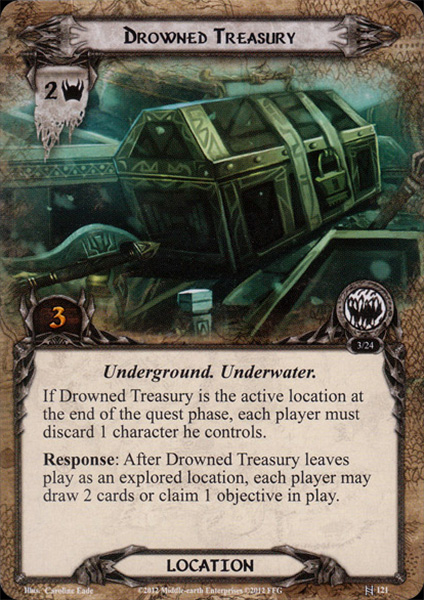 Drowned Treasury
2
3
3/24
Underground. Underwater.
If Drowned Treasury is the active location at
the end of the quest phase, each player must
discard 1 character he controls.
Response: After Drowned Treasury leaves
play as an explored location, each player may
draw 2 cards or claim 1 objective in play.
Location
Illus. Caroline Eade ©2012 Middle-earth Enterprises ©2012 FFG 121